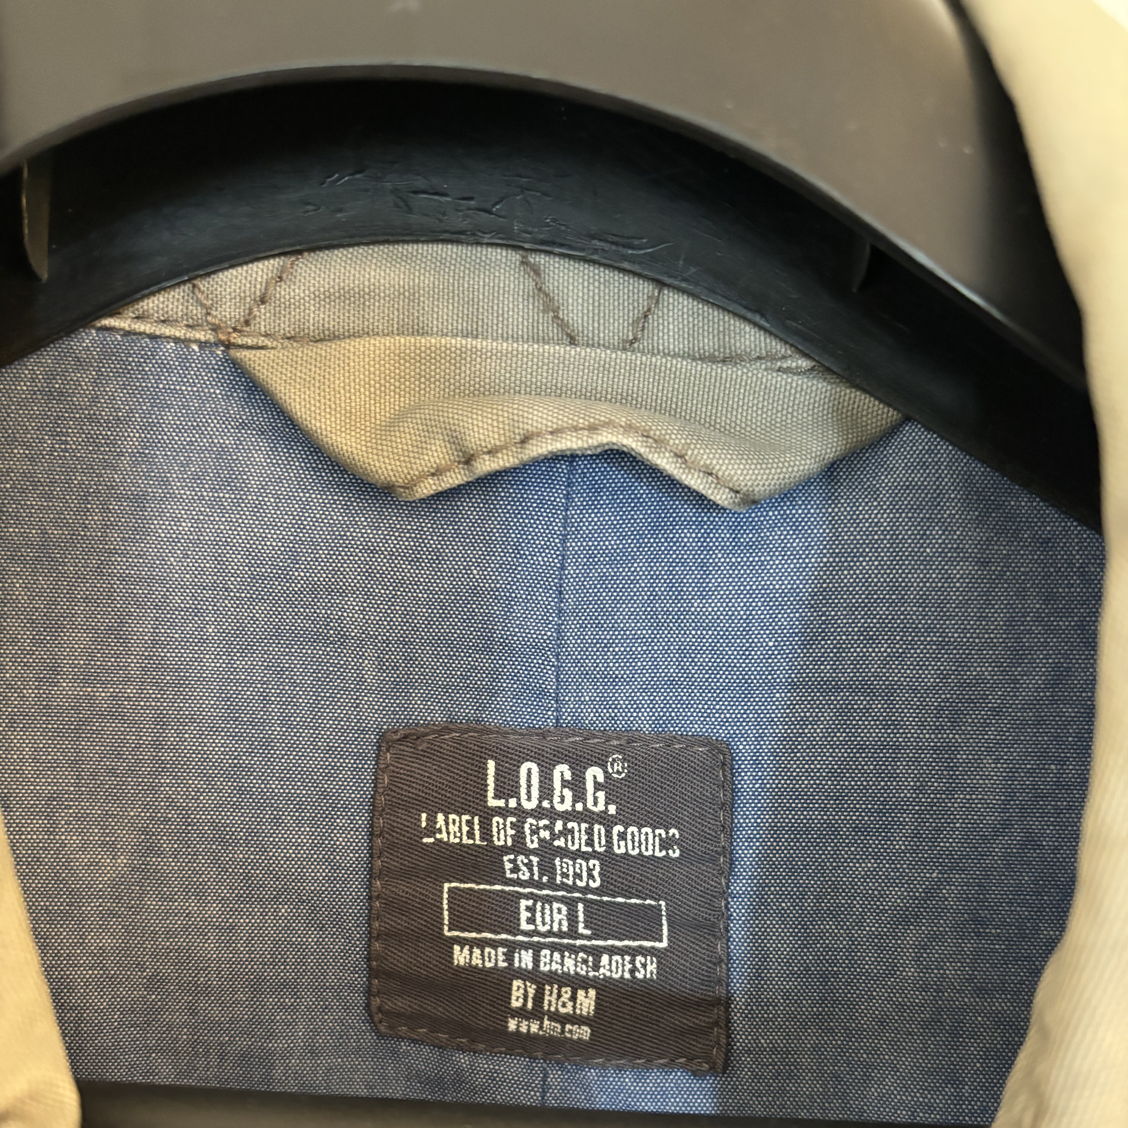 L.O.G.G.®
LABEL OF GRADED GOODS
EST. 1993
EUR L
MADE IN BANGLADESH
BY H&M
www.hm.com